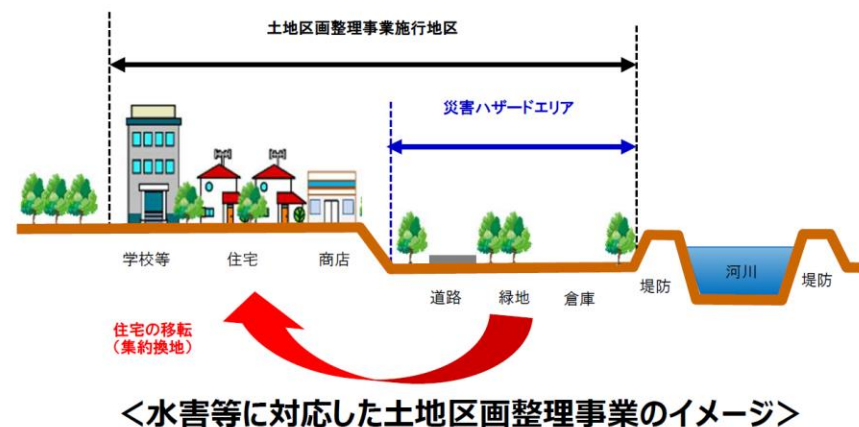 土地区画整理事業施行地区
災害ハザードエリア
学校等
住宅
商店
道路
緑地
倉庫
堤防
河川
堤防
住宅の移転
(集約換地)
＜水害等に対応した土地区画整理事業のイメージ＞